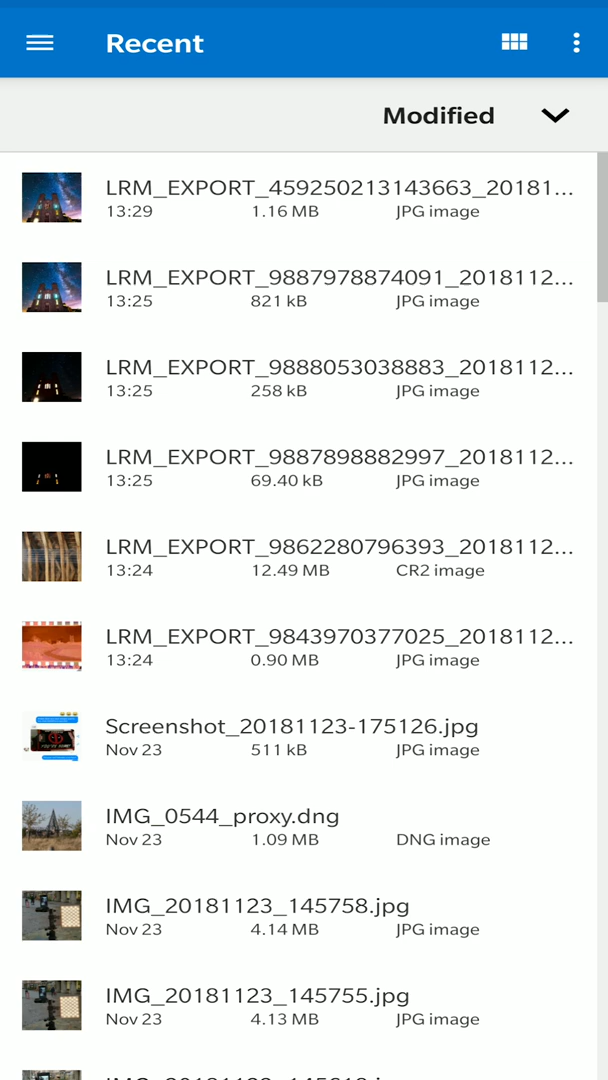 Recent
Modified
LRM_EXPORT_459250213143663_20181...
13:29 1.16 MB JPG image
LRM_EXPORT_9887978874091_2018112...
13:25 821 kB JPG image
LRM_EXPORT_9888053038883_2018112...
13:25 258 kB JPG image
LRM_EXPORT_9887898882997_2018112...
13:25 69.40 kB JPG image
LRM_EXPORT_9862280796393_2018112...
13:24 12.49 MB CR2 image
LRM_EXPORT_9843970377025_2018112...
13:24 0.90 MB JPG image
Screenshot_20181123-175126.jpg
Nov 23 511 kB JPG image
IMG_0544_proxy.dng
Nov 23 1.09 MB DNG image
IMG_20181123_145758.jpg
Nov 23 4.14 MB JPG image
IMG_20181123_145755.jpg
Nov 23 4.13 MB JPG image